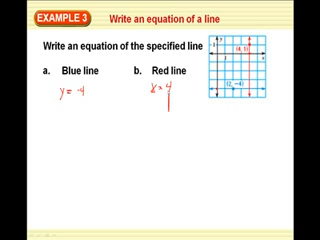 EXAMPLE 3 Write an equation of a line
Write an equation of the specified line
a. Blue line b. Red line
y = -4 x = 4
(4, 5)
(2, -4)